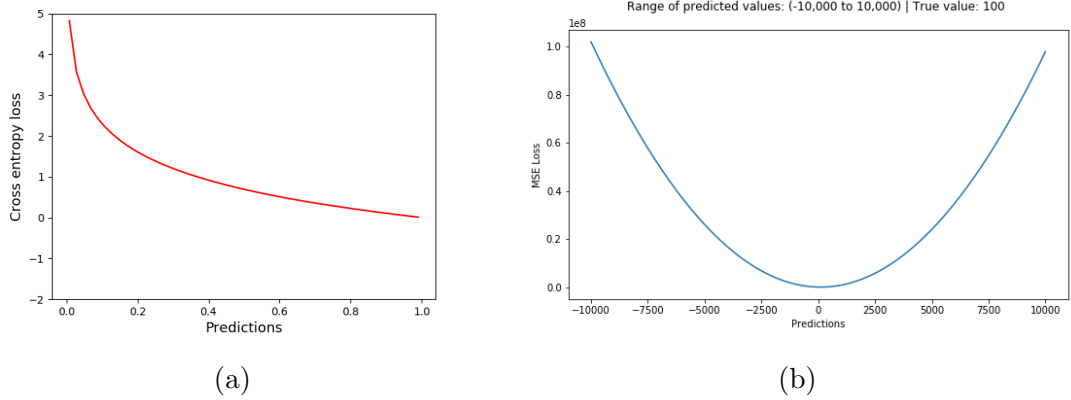 5
4
3
2
1
0
−1
−2
0.0 0.2 0.4 0.6 0.8 1.0
Cross entropy loss
Predictions
(a)
Range of predicted values: (-10,000 to 10,000) | True value: 100
1e8
1.0
0.8
0.6
0.4
0.2
0.0
−10000 −7500 −5000 −2500 0 2500 5000 7500 10000
MSE Loss
Predictions
(b)